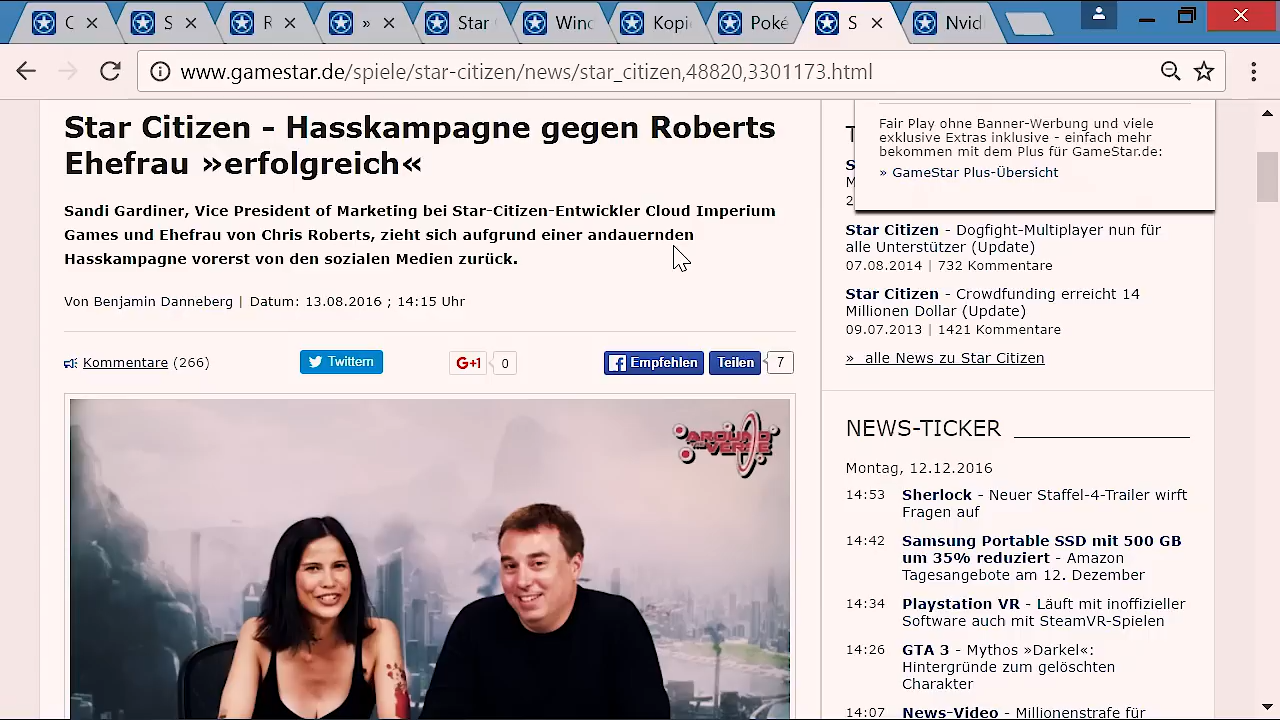 C
S
R
»
Star
Wind
Kopi
Poké
S
Nvid
www.gamestar.de/spiele/star-citizen/news/star_citizen,48820,3301173.html
Star Citizen - Hasskampagne gegen Roberts
Ehefrau »erfolgreich«
Sandi Gardiner, Vice President of Marketing bei Star-Citizen-Entwickler Cloud Imperium
Games und Ehefrau von Chris Roberts, zieht sich aufgrund einer andauernden
Hasskampagne vorerst von den sozialen Medien zurück.
Von Benjamin Danneberg | Datum: 13.08.2016 ; 14:15 Uhr
Kommentare (266)
Twittern
G+1 0
Empfehlen Teilen 7
AROUND
THE
VERSE
Fair Play ohne Banner-Werbung und viele
exklusive Extras inklusive - einfach mehr
bekommen mit dem Plus für GameStar.de:
» GameStar Plus-Übersicht
T
S
M
2
Star Citizen - Dogfight-Multiplayer nun für
alle Unterstützer (Update)
07.08.2014 | 732 Kommentare
Star Citizen - Crowdfunding erreicht 14
Millionen Dollar (Update)
09.07.2013 | 1421 Kommentare
» alle News zu Star Citizen
NEWS-TICKER
Montag, 12.12.2016
14:53 Sherlock - Neuer Staffel-4-Trailer wirft
Fragen auf
14:42 Samsung Portable SSD mit 500 GB
um 35% reduziert - Amazon
Tagesangebote am 12. Dezember
14:34 Playstation VR - Läuft mit inoffizieller
Software auch mit SteamVR-Spielen
14:26 GTA 3 - Mythos »Darkel«:
Hintergründe zum gelöschten
Charakter
14:07 News-Video - Millionenstrafe für